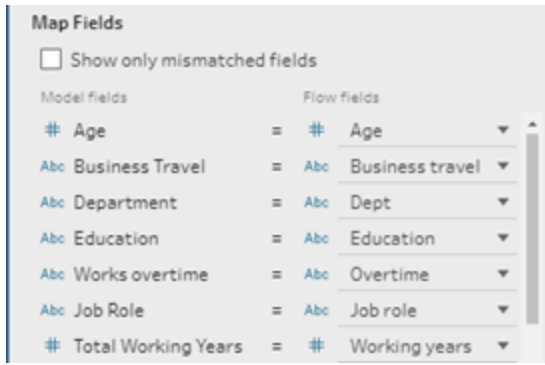 Map Fields
Show only mismatched fields
Model fields Flow fields
# Age = # Age
Abc Business Travel = Abc Business travel
Abc Department = Abc Dept
Abc Education = Abc Education
Abc Works overtime = Abc Overtime
Abc Job Role = Abc Job role
# Total Working Years = # Working years